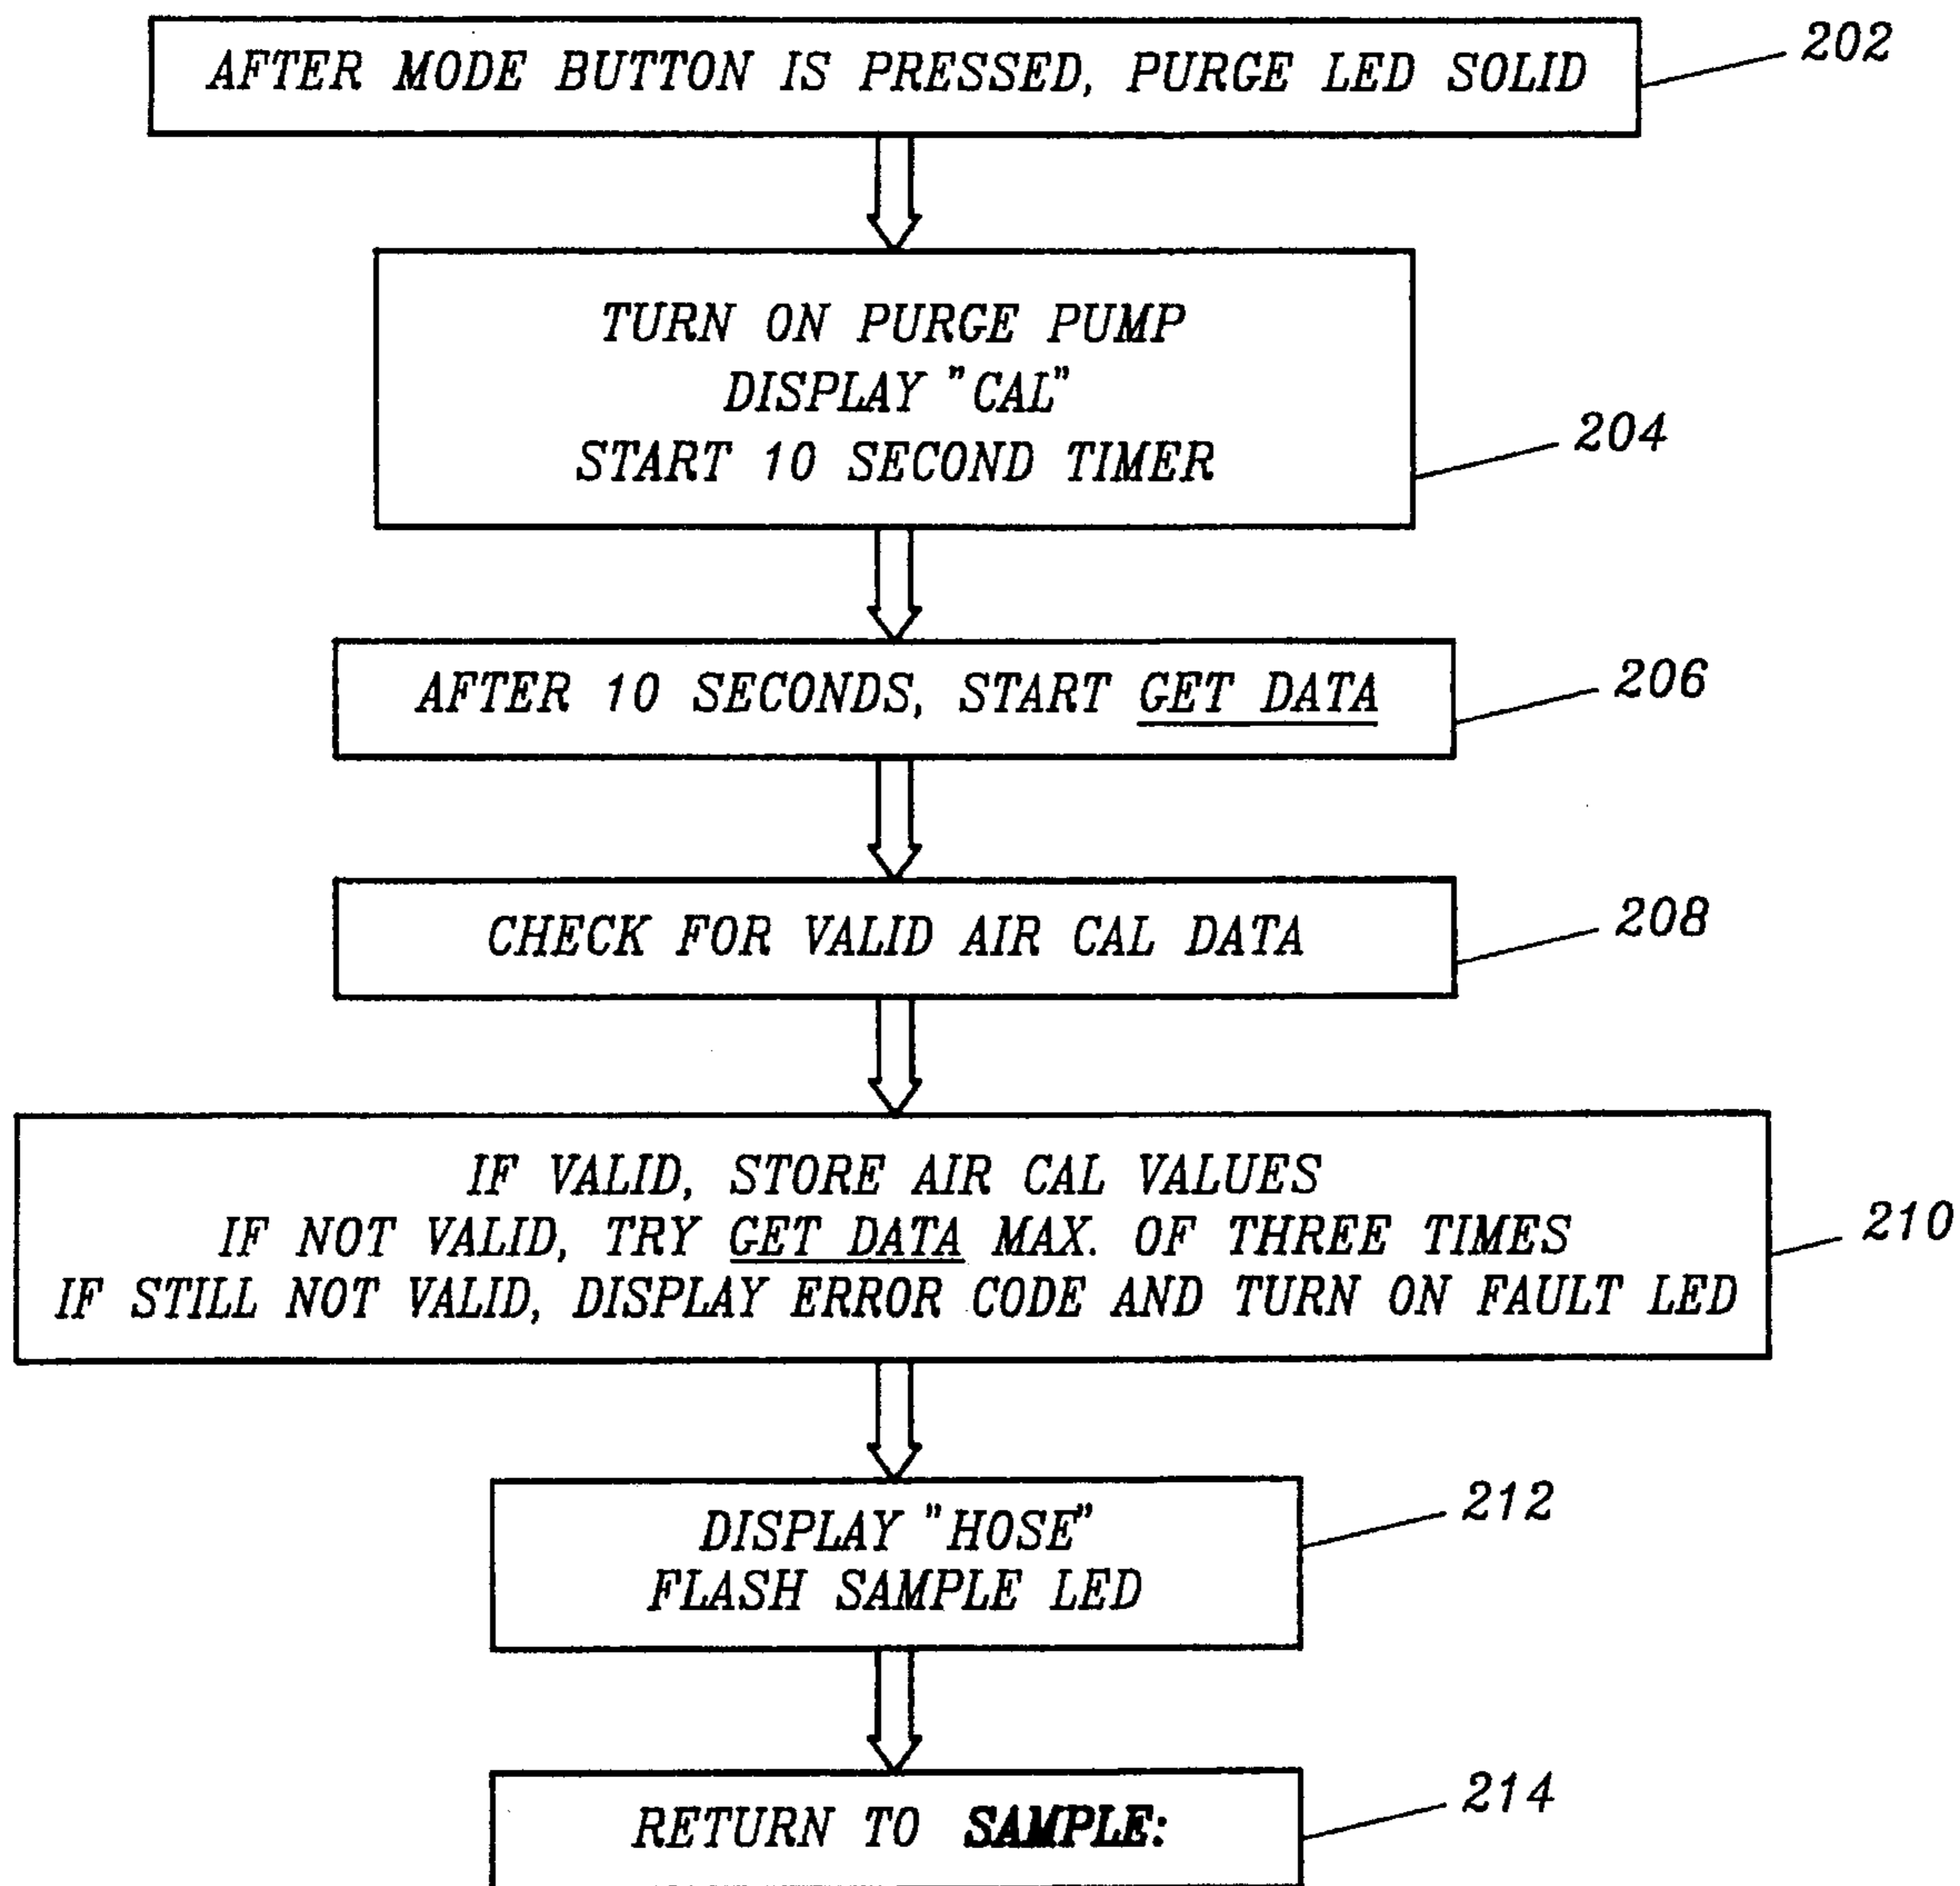 AFTER MODE BUTTON IS PRESSED, PURGE LED SOLID
202
TURN ON PURGE PUMP
DISPLAY "CAL"
START 10 SECOND TIMER
204
AFTER 10 SECONDS, START GET DATA
206
CHECK FOR VALID AIR CAL DATA
208
IF VALID, STORE AIR CAL VALUES
IF NOT VALID, TRY GET DATA MAX. OF THREE TIMES
IF STILL NOT VALID, DISPLAY ERROR CODE AND TURN ON FAULT LED
210
DISPLAY "HOSE"
FLASH SAMPLE LED
212
RETURN TO SAMPLE:
214